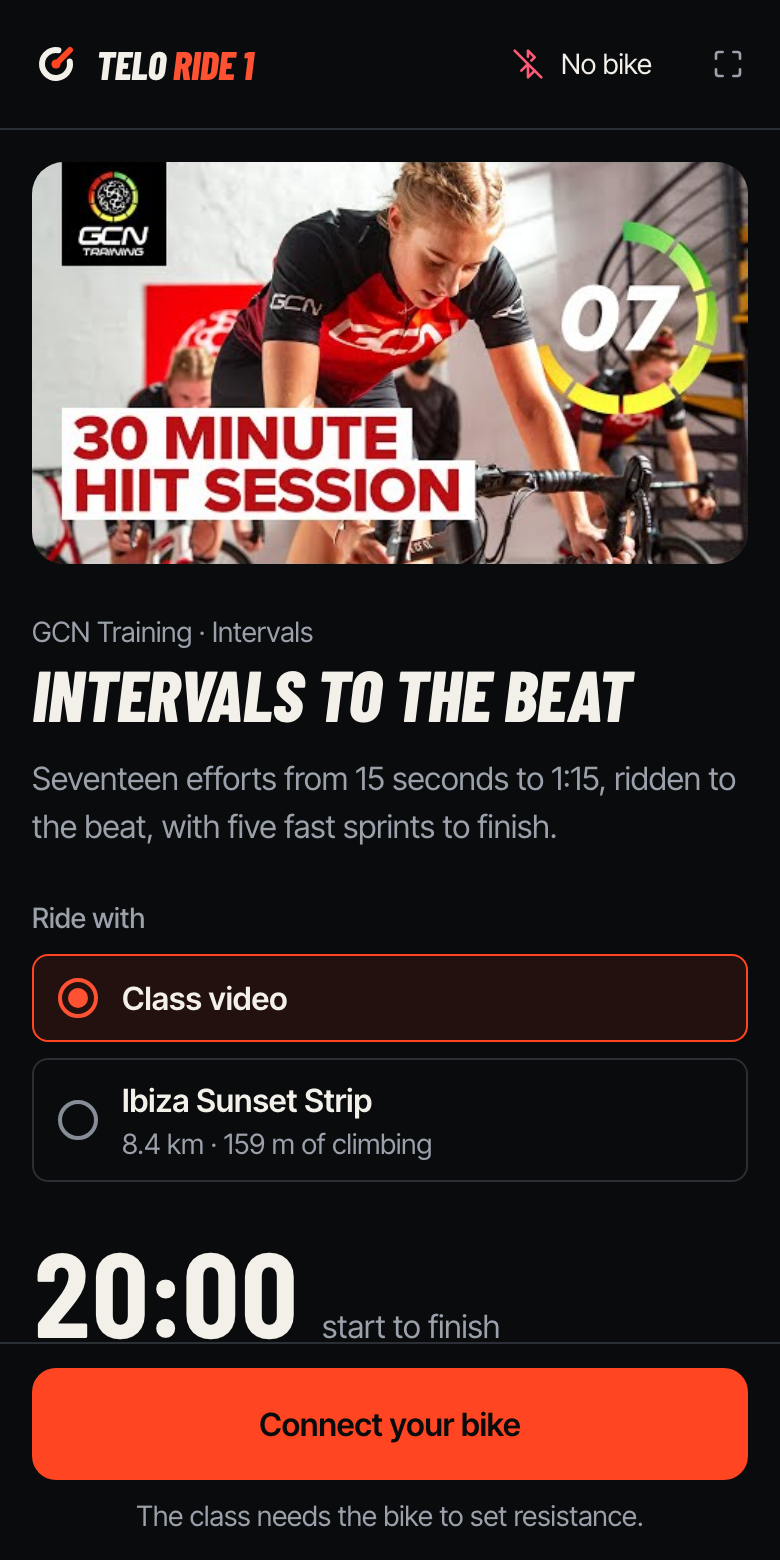 TELO RIDE 1
No bike
GCN
TRAINING
GCN
GCN
07
30 MINUTE
HIIT SESSION
GCN Training · Intervals
INTERVALS TO THE BEAT
Seventeen efforts from 15 seconds to 1:15, ridden to
the beat, with five fast sprints to finish.
Ride with
Class video
Ibiza Sunset Strip
8.4 km · 159 m of climbing
20:00 start to finish
Connect your bike
The class needs the bike to set resistance.